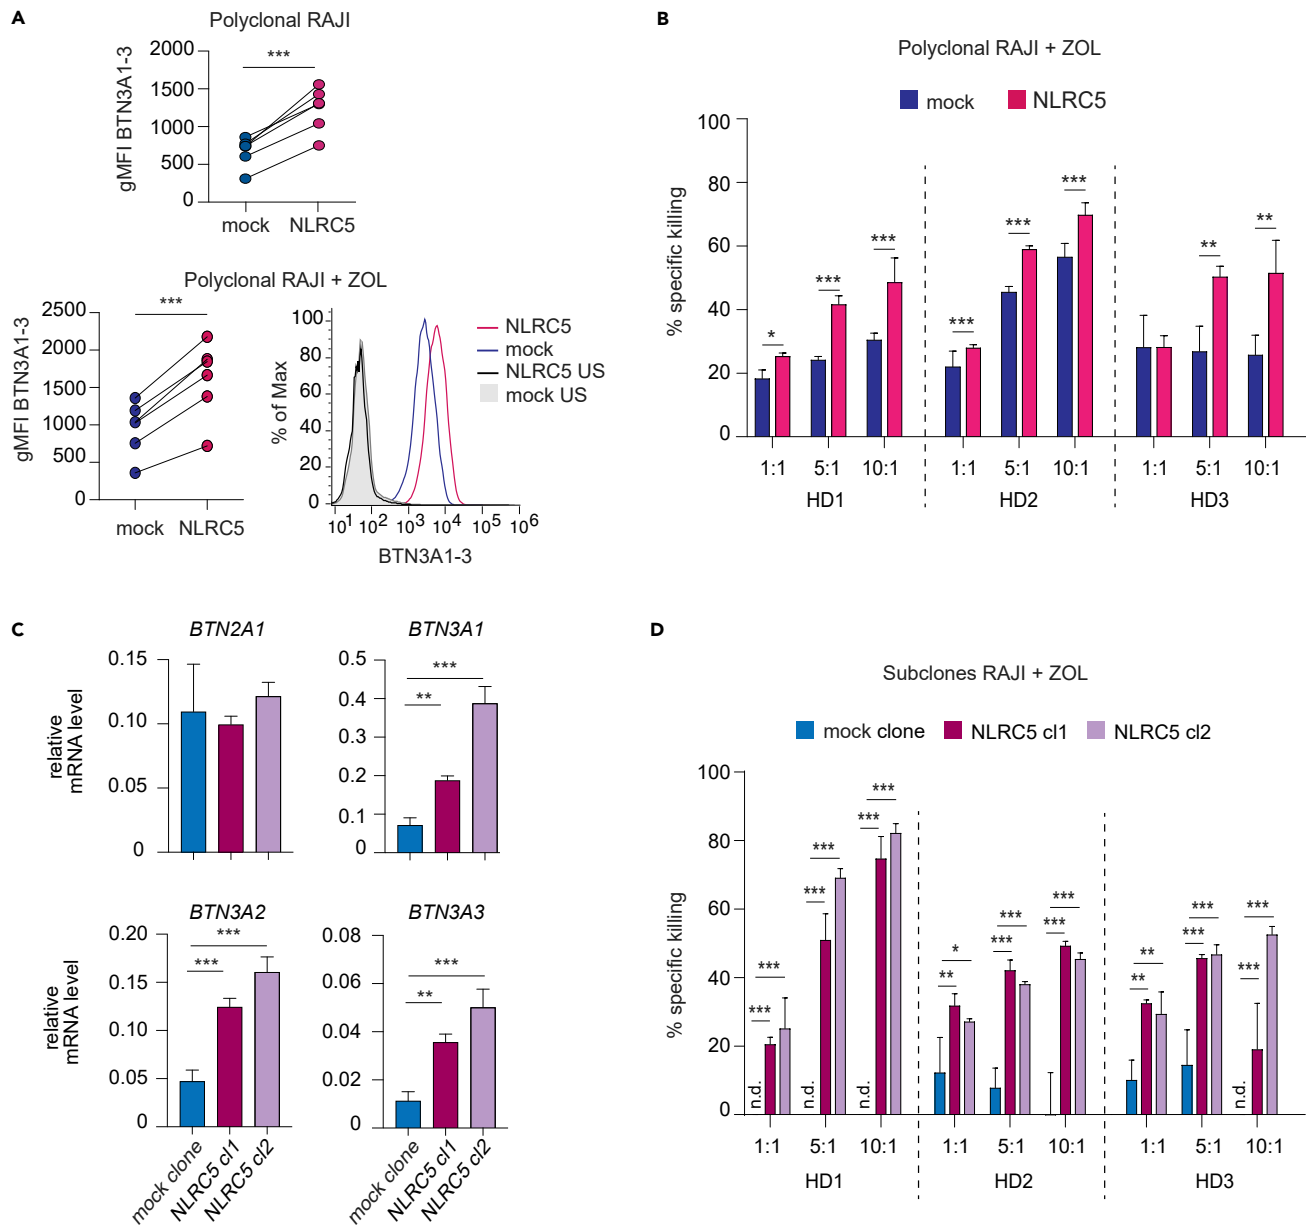 A
Polyclonal RAJI
gMFI BTN3A1-3
2000
1500
1000
500
0
***
mock NLRC5
Polyclonal RAJI + ZOL
gMFI BTN3A1-3
2500
2000
1500
1000
500
0
***
mock NLRC5
% of Max
100
80
60
40
20
0
10¹ 10² 10³ 10⁴ 10⁵ 10⁶
BTN3A1-3
NLRC5
mock
NLRC5 US
mock US
B
Polyclonal RAJI + ZOL
mock NLRC5
% specific killing
100
80
60
40
20
0
* *** ***
*** *** ***
** **
1:1 5:1 10:1 1:1 5:1 10:1 1:1 5:1 10:1
HD1 HD2 HD3
C
BTN2A1
relative
mRNA level
0.15
0.10
0.05
0
BTN3A1
0.5
0.4
0.3
0.2
0.1
0
***
**
BTN3A2
relative
mRNA level
0.20
0.15
0.10
0.05
0
***
***
mock clone
NLRC5 cl1
NLRC5 cl2
BTN3A3
0.08
0.06
0.04
0.02
0
***
**
mock clone
NLRC5 cl1
NLRC5 cl2
D
Subclones RAJI + ZOL
mock clone NLRC5 cl1 NLRC5 cl2
% specific killing
100
80
60
40
20
0
*** *** *** *** *** ***
** * *** *** *** ***
** ** *** *** *** ***
n.d. n.d. n.d. n.d.
1:1 5:1 10:1 1:1 5:1 10:1 1:1 5:1 10:1
HD1 HD2 HD3